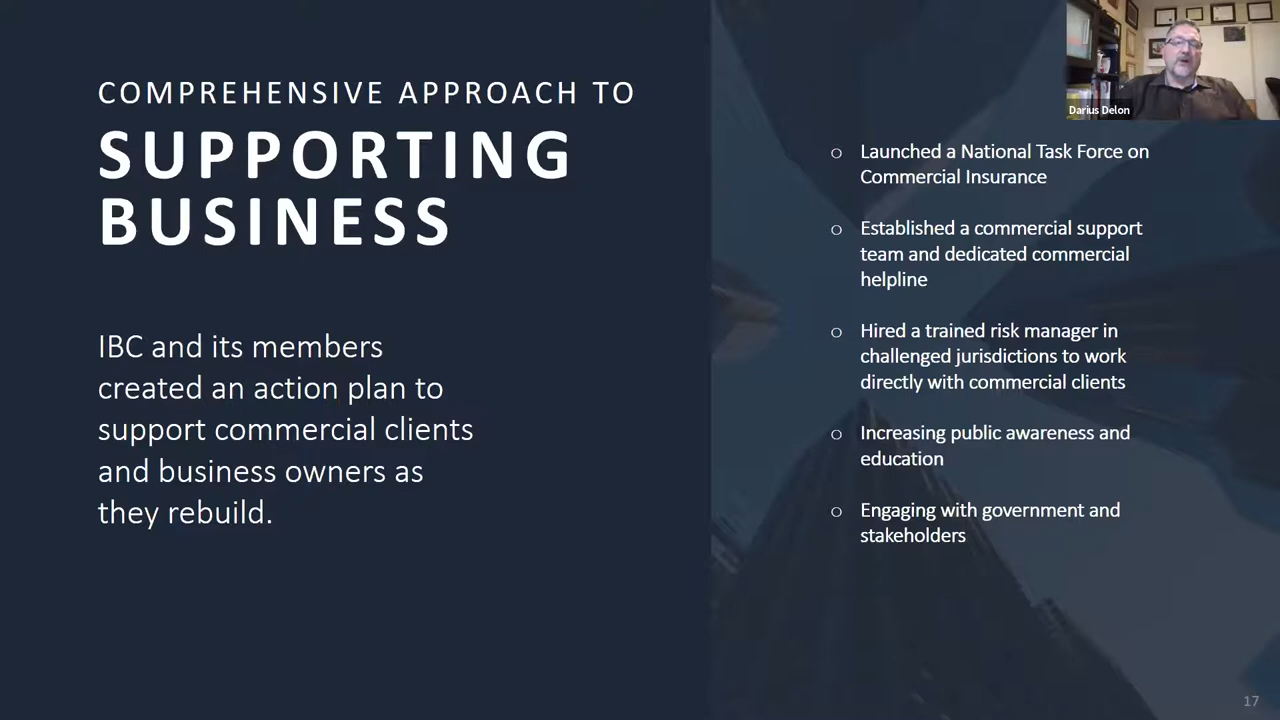 COMPREHENSIVE APPROACH TO
SUPPORTING
BUSINESS
IBC and its members
created an action plan to
support commercial clients
and business owners as
they rebuild.
Darius Delon
o Launched a National Task Force on
Commercial Insurance
o Established a commercial support
team and dedicated commercial
helpline
o Hired a trained risk manager in
challenged jurisdictions to work
directly with commercial clients
o Increasing public awareness and
education
o Engaging with government and
stakeholders
17